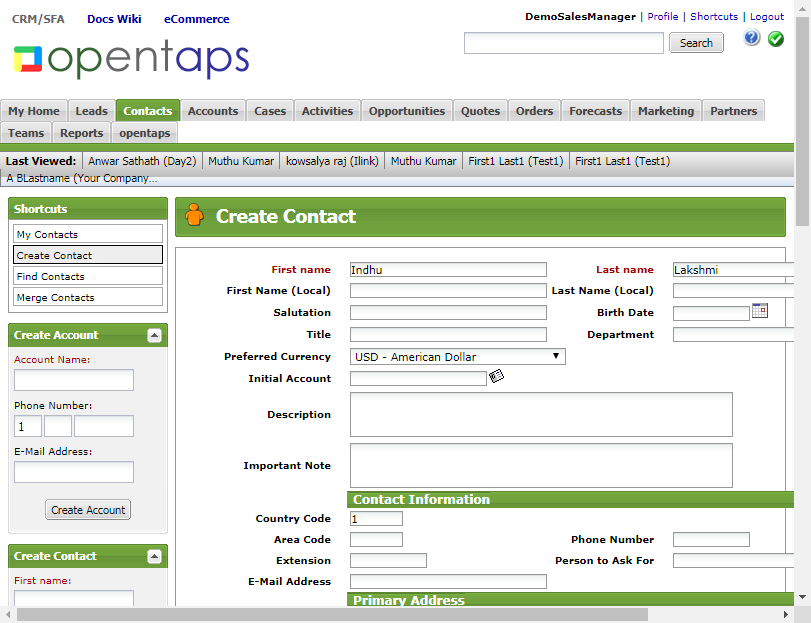 CRM/SFA Docs Wiki eCommerce
DemoSalesManager | Profile | Shortcuts | Logout
opentaps
Search
My Home Leads Contacts Accounts Cases Activities Opportunities Quotes Orders Forecasts Marketing Partners
Teams Reports opentaps
Last Viewed: Anwar Sathath (Day2) Muthu Kumar kowsalya raj (Ilink) Muthu Kumar First1 Last1 (Test1) First1 Last1 (Test1)
A BLastname (Your Company...
Shortcuts
My Contacts
Create Contact
Find Contacts
Merge Contacts
Create Account
Account Name:
Phone Number:
1
E-Mail Address:
Create Account
Create Contact
First name:
Create Contact
First name Indhu Last name Lakshmi
First Name (Local) Last Name (Local)
Salutation Birth Date
Title Department
Preferred Currency USD - American Dollar
Initial Account
Description
Important Note
Contact Information
Country Code 1
Area Code Phone Number
Extension Person to Ask For
E-Mail Address
Primary Address